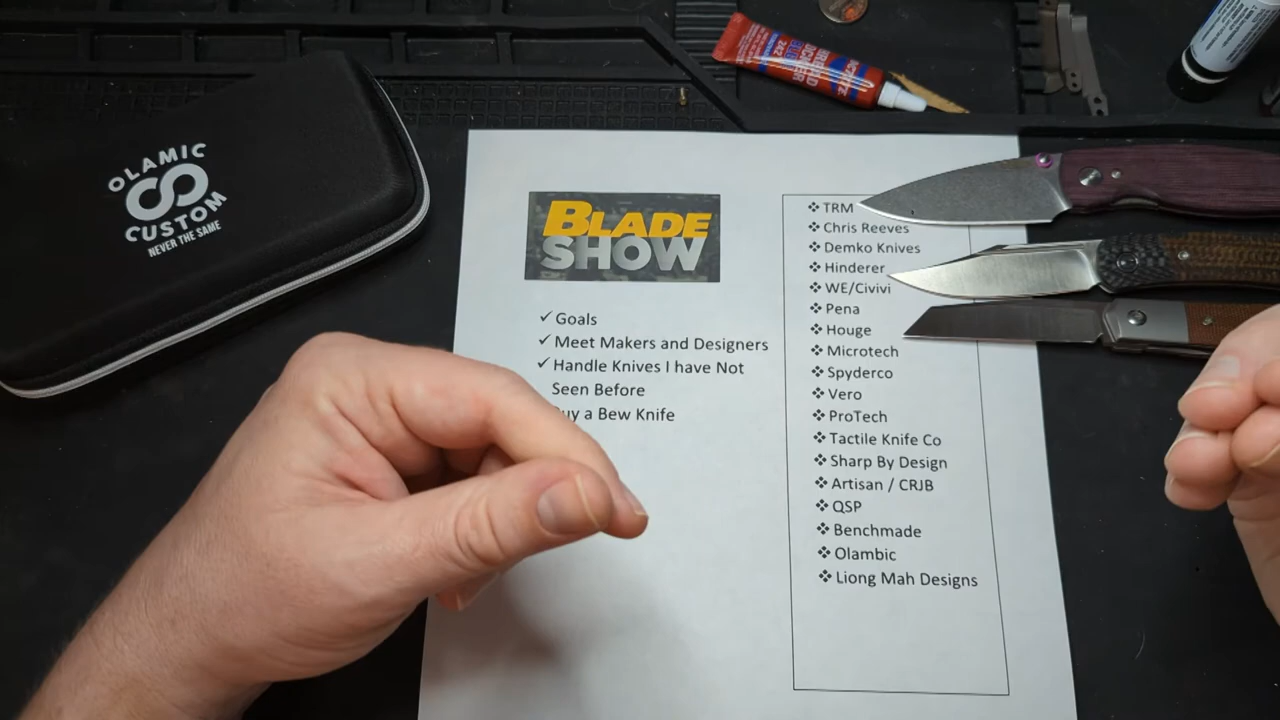 OLAMIC
CUSTOM
NEVER THE SAME
BLADE
SHOW
Goals
Meet Makers and Designers
Handle Knives I have Not
Seen Before
Buy a Bew Knife
TRM
Chris Reeves
Demko Knives
Hinderer
WE/Civivi
Pena
Houge
Microtech
Spyderco
Vero
ProTech
Tactile Knife Co
Sharp By Design
Artisan / CRJB
QSP
Benchmade
Olambic
Liong Mah Designs
242